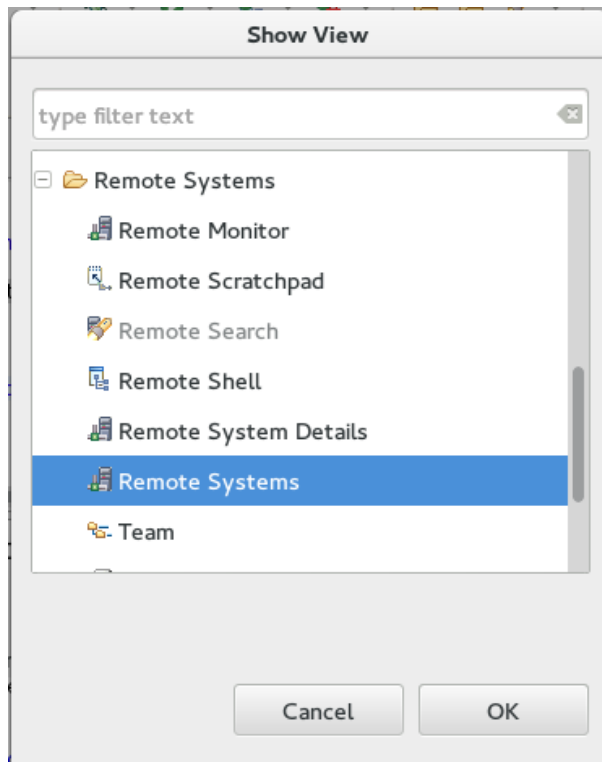 Show View
type filter text
Remote Systems
Remote Monitor
Remote Scratchpad
Remote Search
Remote Shell
Remote System Details
Remote Systems
Team
Cancel
OK